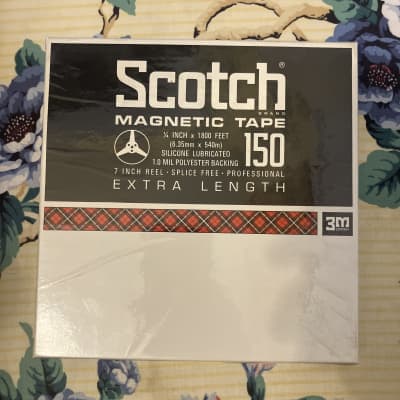 Scotch®
BRAND
MAGNETIC TAPE
¼ INCH x 1800 FEET
(6.35mm x 540m)
SILICONE LUBRICATED
1.0 MIL POLYESTER BACKING
150
7 INCH REEL · SPLICE FREE · PROFESSIONAL
EXTRA LENGTH
3M
COMPANY